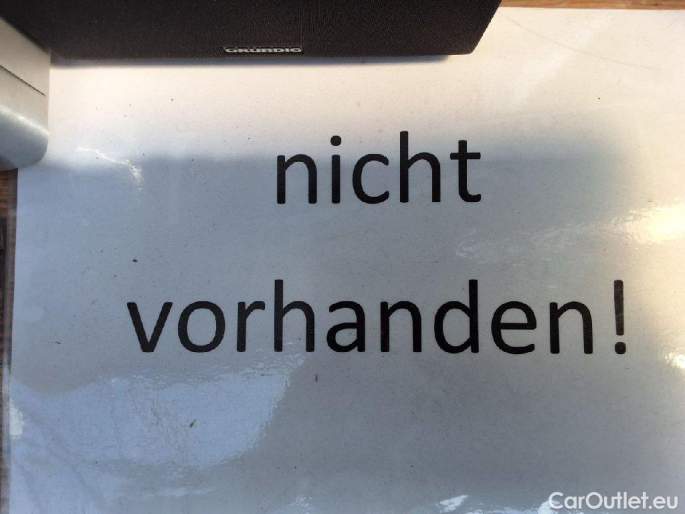 GRUNDIG
nicht
vorhanden!
CarOutlet.eu